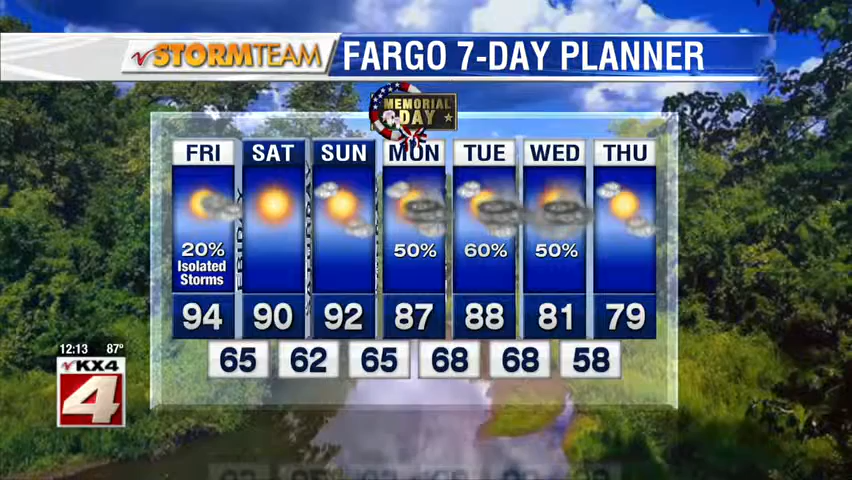 STORMTEAM
FARGO 7-DAY PLANNER
MEMORIAL
DAY
FRI SAT SUN MON TUE WED THU
20% 50% 60% 50%
Isolated
Storms
94 90 92 87 88 81 79
65 62 65 68 68 58
12:13 87°
KX4
4